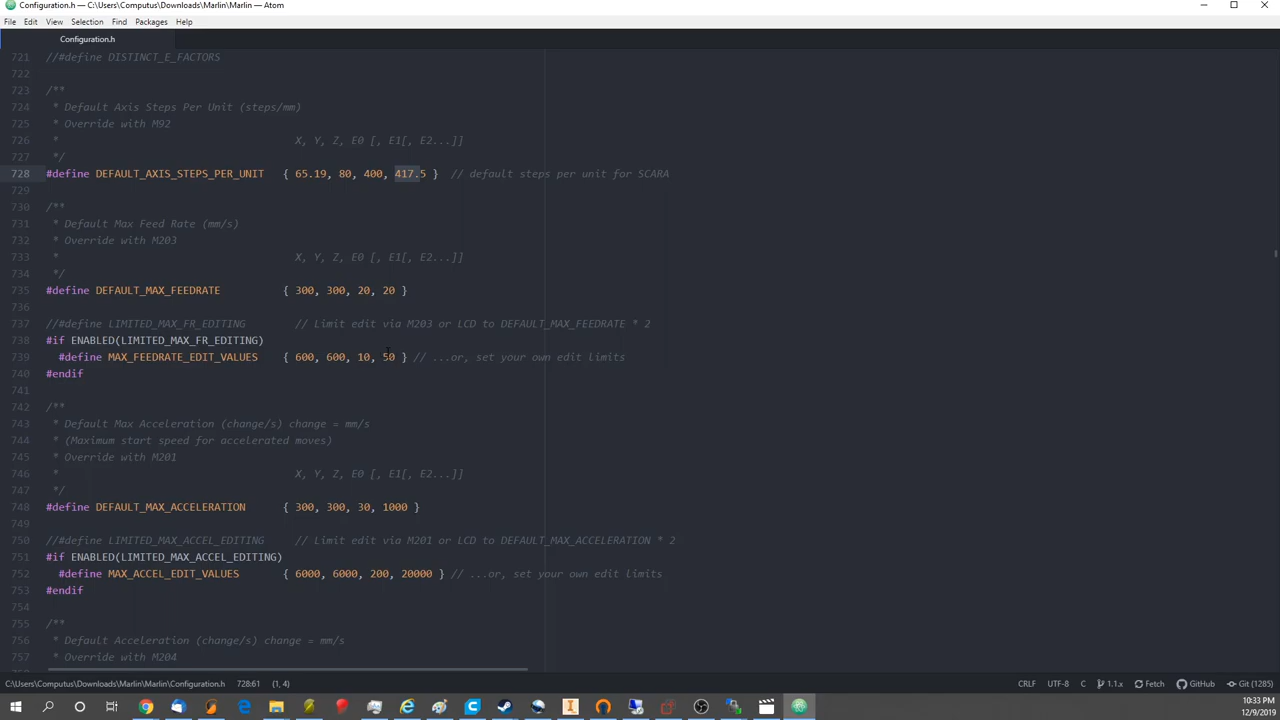 Configuration.h — C:\Users\Computus\Downloads\Marlin\Marlin — Atom
File Edit View Selection Find Packages Help
Configuration.h
721 //#define DISTINCT_E_FACTORS
722
723 /**
724 * Default Axis Steps Per Unit (steps/mm)
725 * Override with M92
726 * X, Y, Z, E0 [, E1[, E2...]]
727 */
728 #define DEFAULT_AXIS_STEPS_PER_UNIT { 65.19, 80, 400, 417.5 } // default steps per unit for SCARA
729
730 /**
731 * Default Max Feed Rate (mm/s)
732 * Override with M203
733 * X, Y, Z, E0 [, E1[, E2...]]
734 */
735 #define DEFAULT_MAX_FEEDRATE { 300, 300, 20, 20 }
736
737 //#define LIMITED_MAX_FR_EDITING // Limit edit via M203 or LCD to DEFAULT_MAX_FEEDRATE * 2
738 #if ENABLED(LIMITED_MAX_FR_EDITING)
739 #define MAX_FEEDRATE_EDIT_VALUES { 600, 600, 10, 50 } // ...or, set your own edit limits
740 #endif
741
742 /**
743 * Default Max Acceleration (change/s) change = mm/s
744 * (Maximum start speed for accelerated moves)
745 * Override with M201
746 * X, Y, Z, E0 [, E1[, E2...]]
747 */
748 #define DEFAULT_MAX_ACCELERATION { 300, 300, 30, 1000 }
749
750 //#define LIMITED_MAX_ACCEL_EDITING // Limit edit via M201 or LCD to DEFAULT_MAX_ACCELERATION * 2
751 #if ENABLED(LIMITED_MAX_ACCEL_EDITING)
752 #define MAX_ACCEL_EDIT_VALUES { 6000, 6000, 200, 20000 } // ...or, set your own edit limits
753 #endif
754
755 /**
756 * Default Acceleration (change/s) change = mm/s
757 * Override with M204
C:\Users\Computus\Downloads\Marlin\Marlin\Configuration.h 728:61 (1, 4) CRLF UTF-8 C 1.1.x Fetch GitHub Git (1285)
10:33 PM
12/9/2019